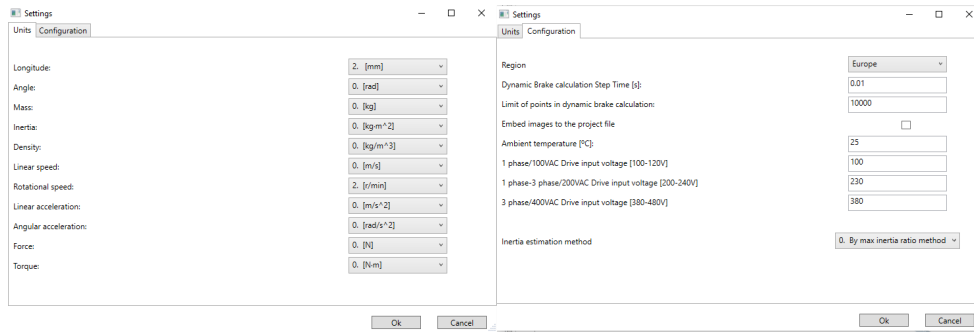 Settings
Units Configuration
Longitude: 2. [mm]
Angle: 0. [rad]
Mass: 0. [kg]
Inertia: 0. [kg·m^2]
Density: 0. [kg/m^3]
Linear speed: 0. [m/s]
Rotational speed: 2. [r/min]
Linear acceleration: 0. [m/s^2]
Angular acceleration: 0. [rad/s^2]
Force: 0. [N]
Torque: 0. [N·m]
Ok Cancel
Settings
Units Configuration
Region Europe
Dynamic Brake calculation Step Time [s]: 0.01
Limit of points in dynamic brake calculation: 10000
Embed images to the project file
Ambient temperature [ºC]: 25
1 phase/100VAC Drive input voltage [100-120V] 100
1 phase-3 phase/200VAC Drive input voltage [200-240V] 230
3 phase/400VAC Drive input voltage [380-480V] 380
Inertia estimation method 0. By max inertia ratio method
Ok Cancel